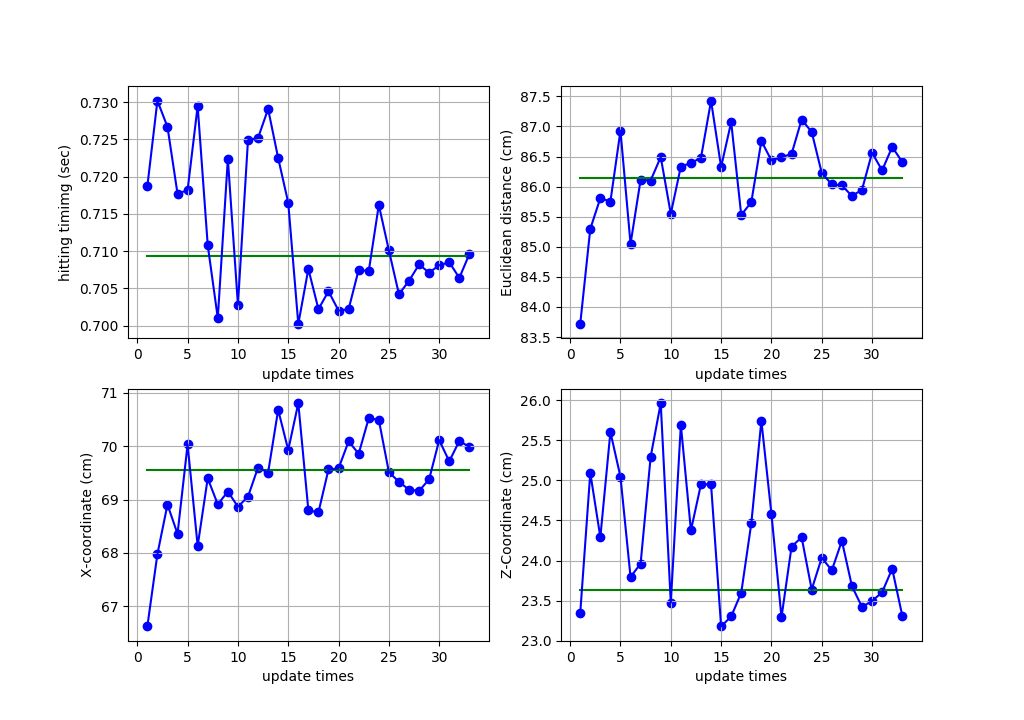 hitting timimg (sec)
0.730
0.725
0.720
0.715
0.710
0.705
0.700
0 5 10 15 20 25 30
update times
Euclidean distance (cm)
87.5
87.0
86.5
86.0
85.5
85.0
84.5
84.0
83.5
0 5 10 15 20 25 30
update times
X-coordinate (cm)
71
70
69
68
67
0 5 10 15 20 25 30
update times
Z-Coordinate (cm)
26.0
25.5
25.0
24.5
24.0
23.5
23.0
0 5 10 15 20 25 30
update times